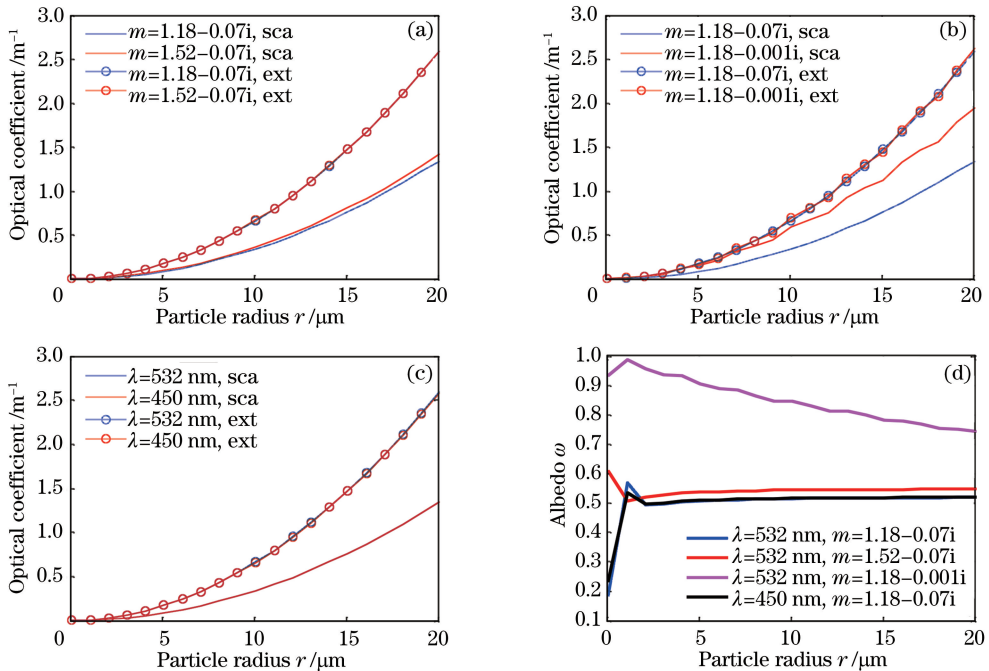 (a)
m=1.18−0.07i, sca
m=1.52−0.07i, sca
m=1.18−0.07i, ext
m=1.52−0.07i, ext
Optical coefficient /m⁻¹
3.0
2.5
2.0
1.5
1.0
0.5
0 5 10 15 20
Particle radius r /μm
(b)
m=1.18−0.07i, sca
m=1.18−0.001i, sca
m=1.18−0.07i, ext
m=1.18−0.001i, ext
Optical coefficient /m⁻¹
3.0
2.5
2.0
1.5
1.0
0.5
0 5 10 15 20
Particle radius r /μm
(c)
λ=532 nm, sca
λ=450 nm, sca
λ=532 nm, ext
λ=450 nm, ext
Optical coefficient /m⁻¹
3.0
2.5
2.0
1.5
1.0
0.5
0 5 10 15 20
Particle radius r /μm
(d)
Albedo ω
1.0
0.9
0.8
0.7
0.6
0.5
0.4
0.3
0.2
0.1
λ=532 nm, m=1.18−0.07i
λ=532 nm, m=1.52−0.07i
λ=532 nm, m=1.18−0.001i
λ=450 nm, m=1.18−0.07i
0 5 10 15 20
Particle radius r /μm